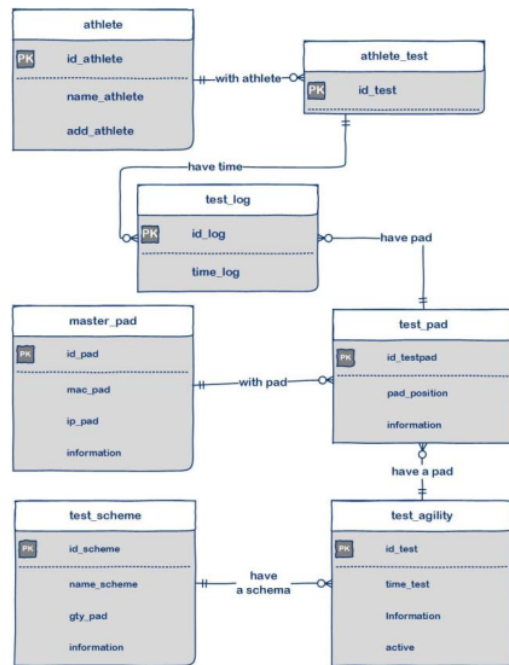 athlete
PK id_athlete
name_athlete
add_athlete
with athlete
athlete_test
PK id_test
have time
test_log
PK id_log
time_log
have pad
master_pad
PK id_pad
mac_pad
ip_pad
information
with pad
test_pad
PK id_testpad
pad_position
information
have a pad
test_scheme
PK id_scheme
name_scheme
gty_pad
information
have
a schema
test_agility
PK id_test
time_test
Information
active